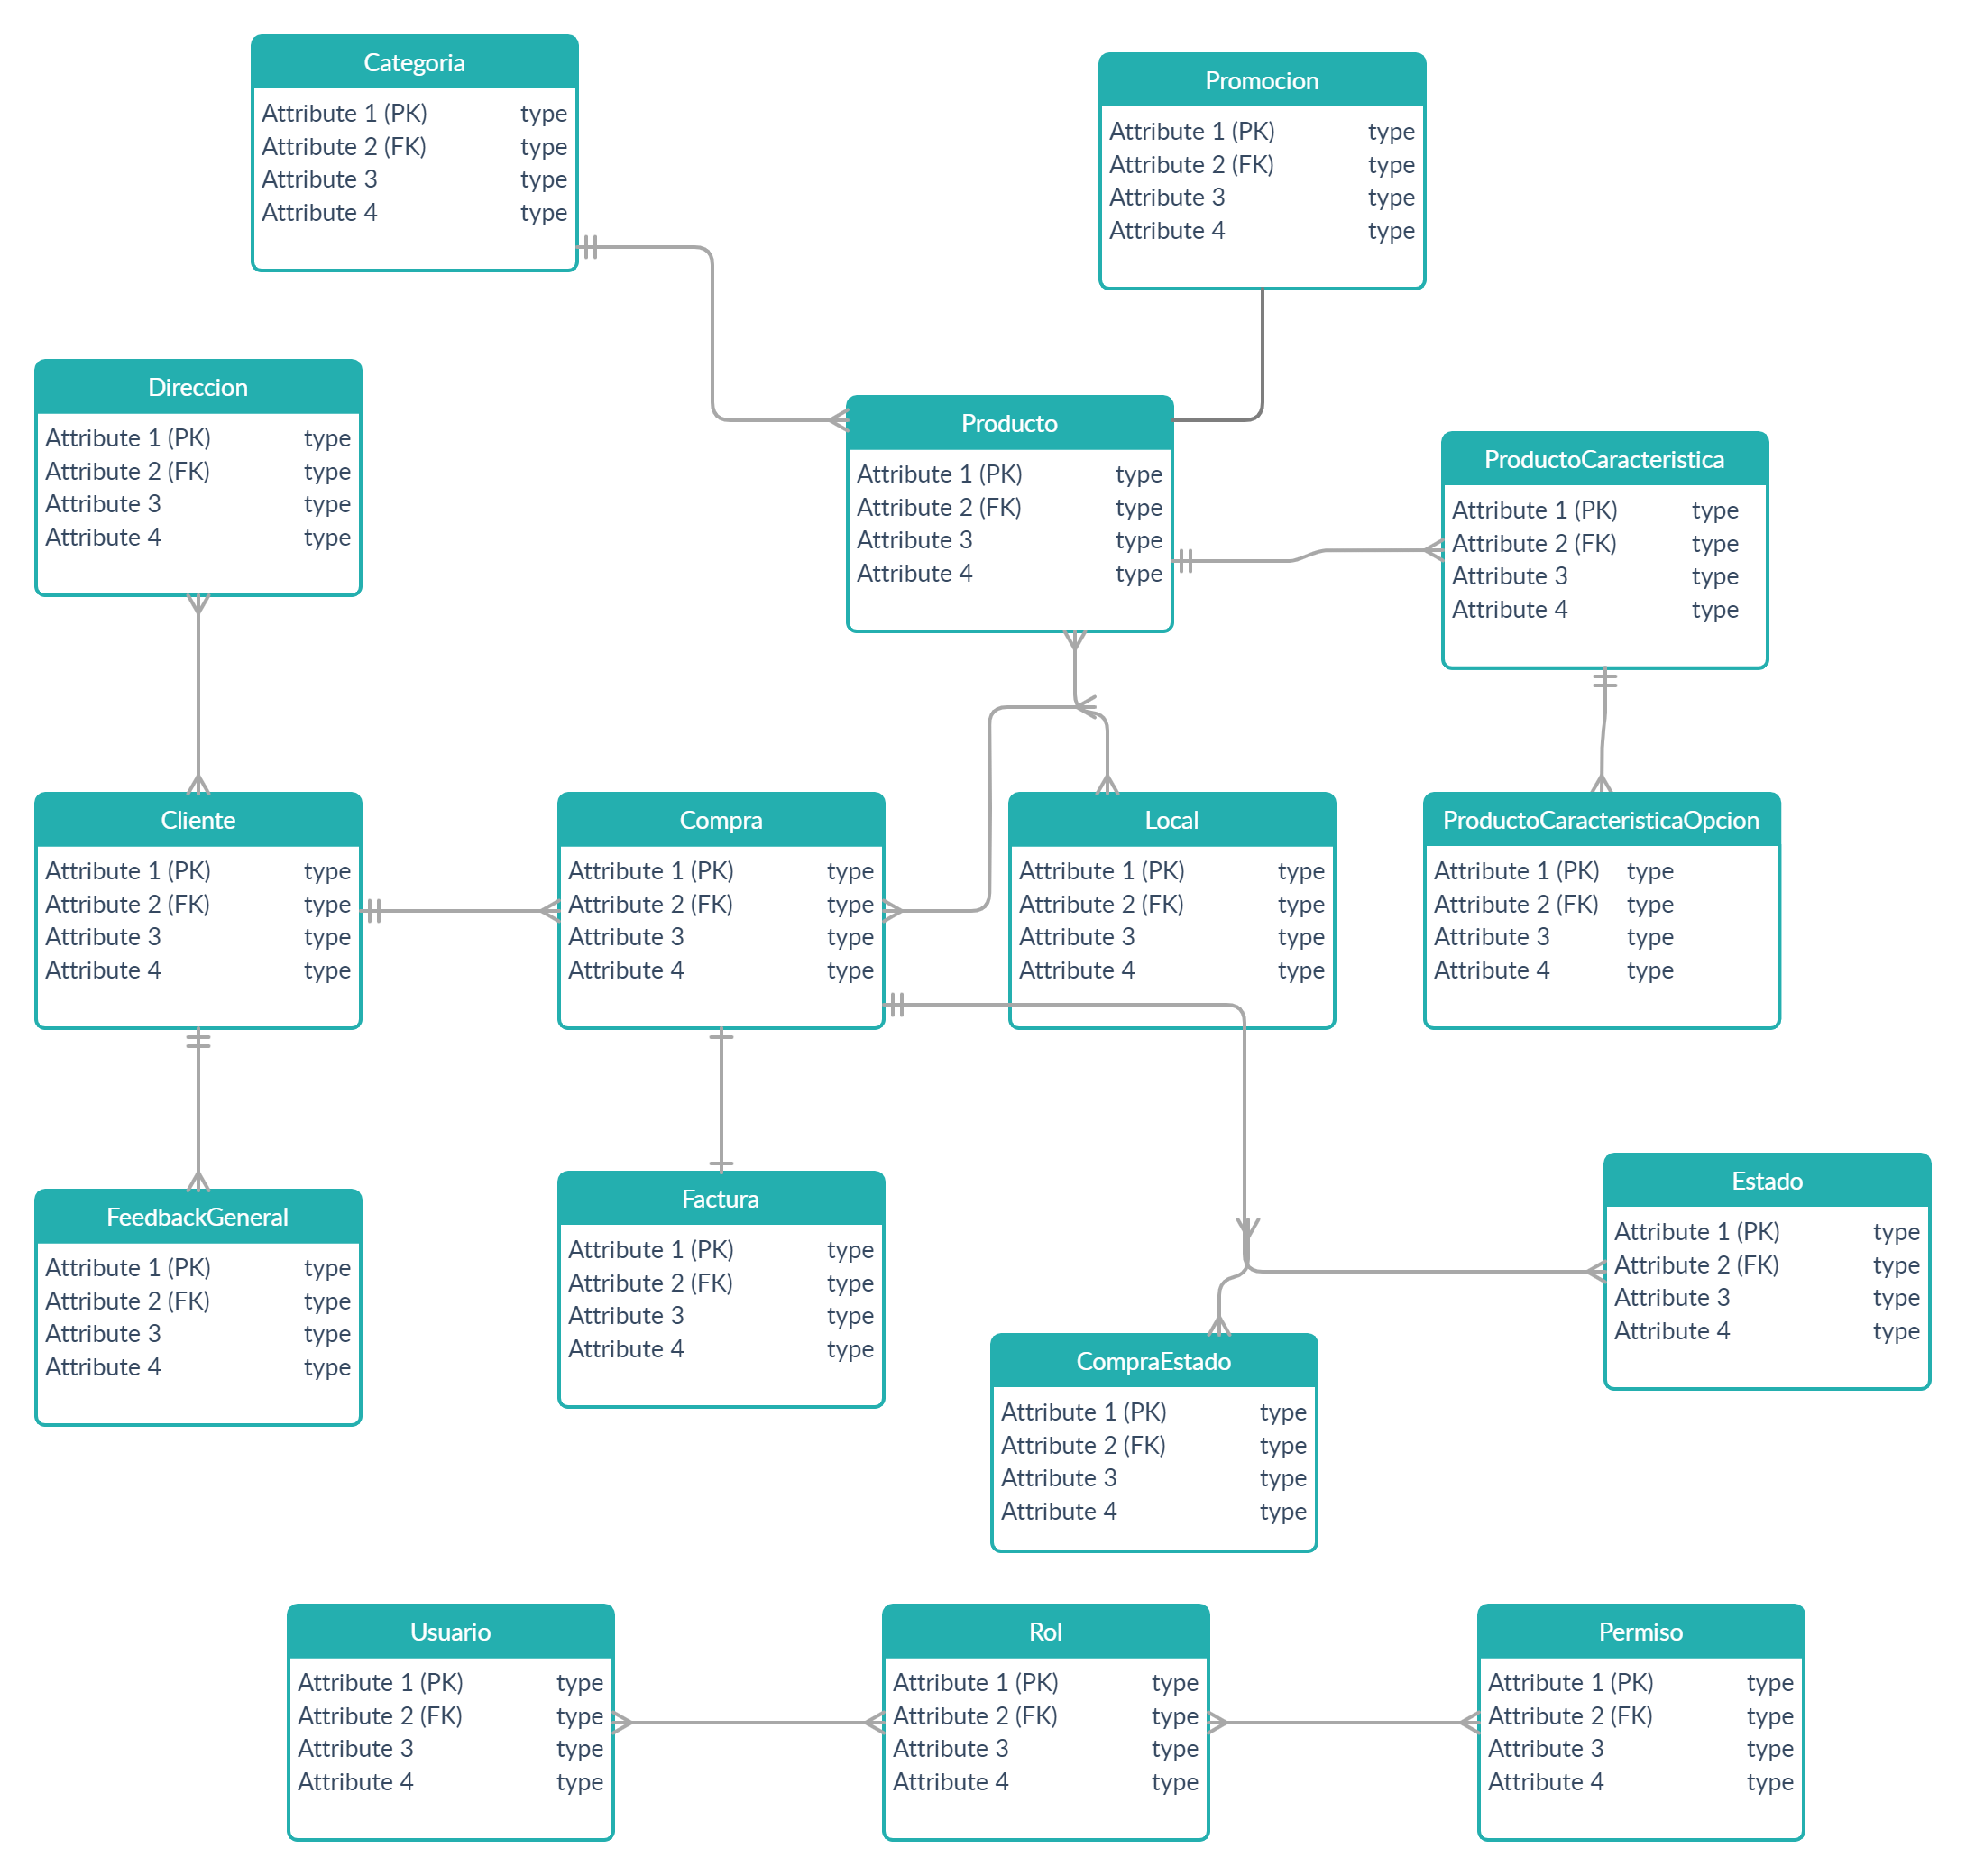 Categoria
Attribute 1 (PK) type
Attribute 2 (FK) type
Attribute 3 type
Attribute 4 type
Promocion
Attribute 1 (PK) type
Attribute 2 (FK) type
Attribute 3 type
Attribute 4 type
Direccion
Attribute 1 (PK) type
Attribute 2 (FK) type
Attribute 3 type
Attribute 4 type
Producto
Attribute 1 (PK) type
Attribute 2 (FK) type
Attribute 3 type
Attribute 4 type
ProductoCaracteristica
Attribute 1 (PK) type
Attribute 2 (FK) type
Attribute 3 type
Attribute 4 type
Cliente
Attribute 1 (PK) type
Attribute 2 (FK) type
Attribute 3 type
Attribute 4 type
Compra
Attribute 1 (PK) type
Attribute 2 (FK) type
Attribute 3 type
Attribute 4 type
Local
Attribute 1 (PK) type
Attribute 2 (FK) type
Attribute 3 type
Attribute 4 type
ProductoCaracteristicaOpcion
Attribute 1 (PK) type
Attribute 2 (FK) type
Attribute 3 type
Attribute 4 type
FeedbackGeneral
Attribute 1 (PK) type
Attribute 2 (FK) type
Attribute 3 type
Attribute 4 type
Factura
Attribute 1 (PK) type
Attribute 2 (FK) type
Attribute 3 type
Attribute 4 type
Estado
Attribute 1 (PK) type
Attribute 2 (FK) type
Attribute 3 type
Attribute 4 type
CompraEstado
Attribute 1 (PK) type
Attribute 2 (FK) type
Attribute 3 type
Attribute 4 type
Usuario
Attribute 1 (PK) type
Attribute 2 (FK) type
Attribute 3 type
Attribute 4 type
Rol
Attribute 1 (PK) type
Attribute 2 (FK) type
Attribute 3 type
Attribute 4 type
Permiso
Attribute 1 (PK) type
Attribute 2 (FK) type
Attribute 3 type
Attribute 4 type